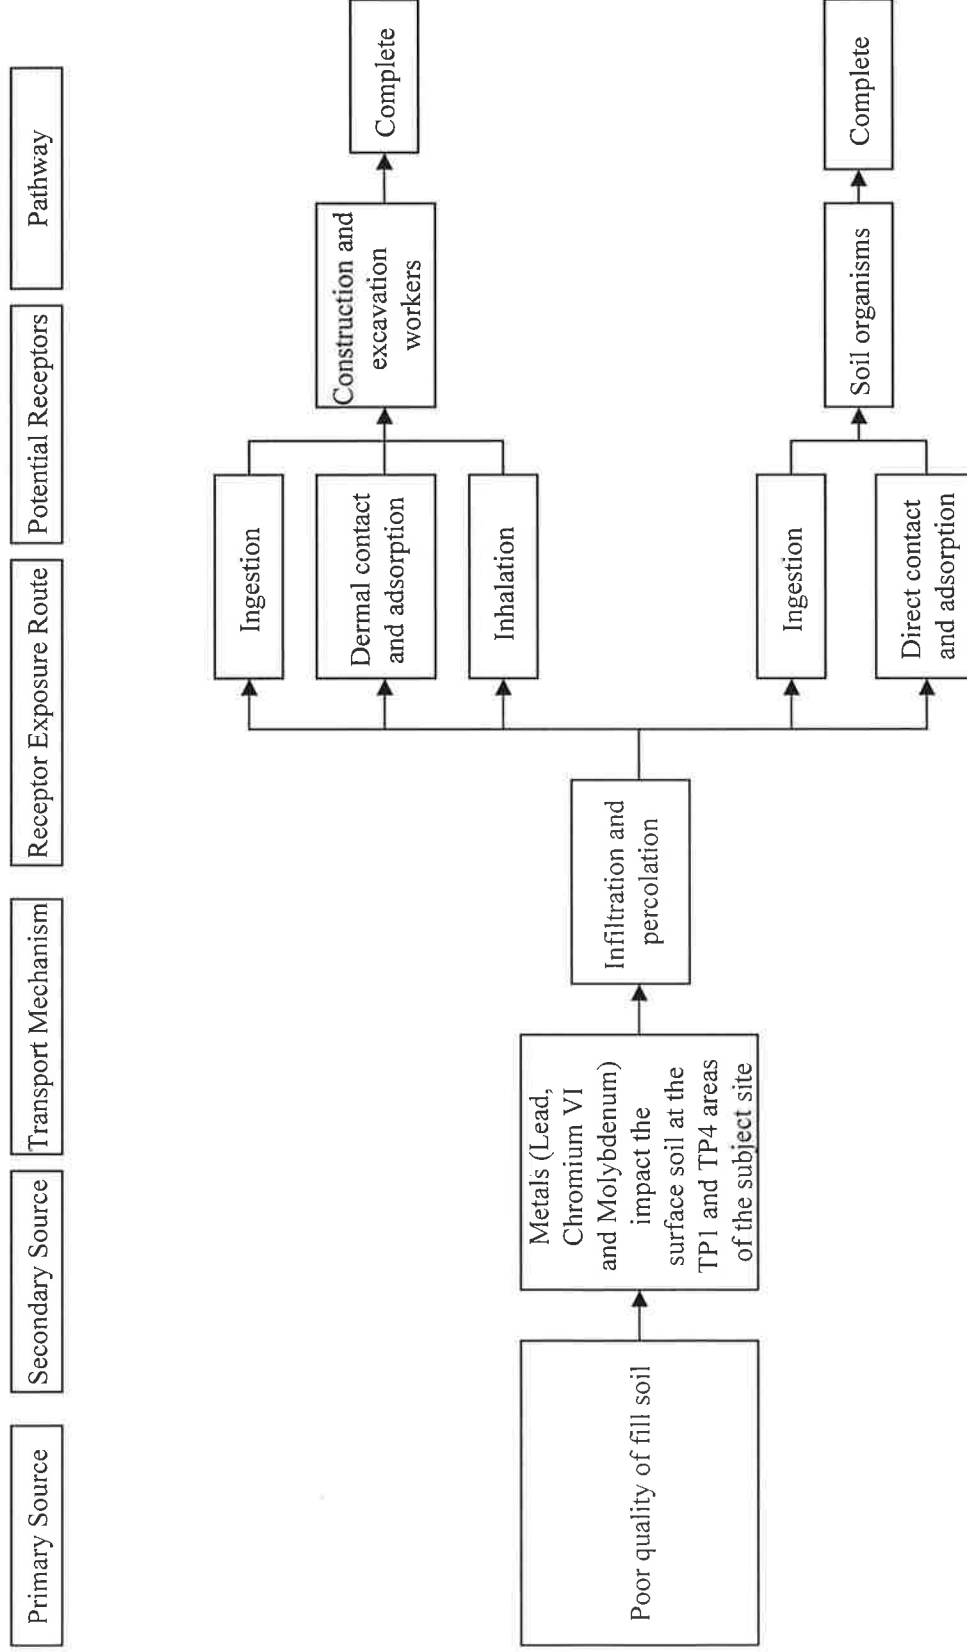 Primary Source
Secondary Source
Transport Mechanism
Receptor Exposure Route
Potential Receptors
Pathway
Poor quality of fill soil
Metals (Lead,
Chromium VI
and Molybdenum)
impact the
surface soil at the
TP1 and TP4 areas
of the subject site
Infiltration and
percolation
Ingestion
Dermal contact
and adsorption
Inhalation
Construction and
excavation
workers
Complete
Ingestion
Direct contact
and adsorption
Soil organisms
Complete